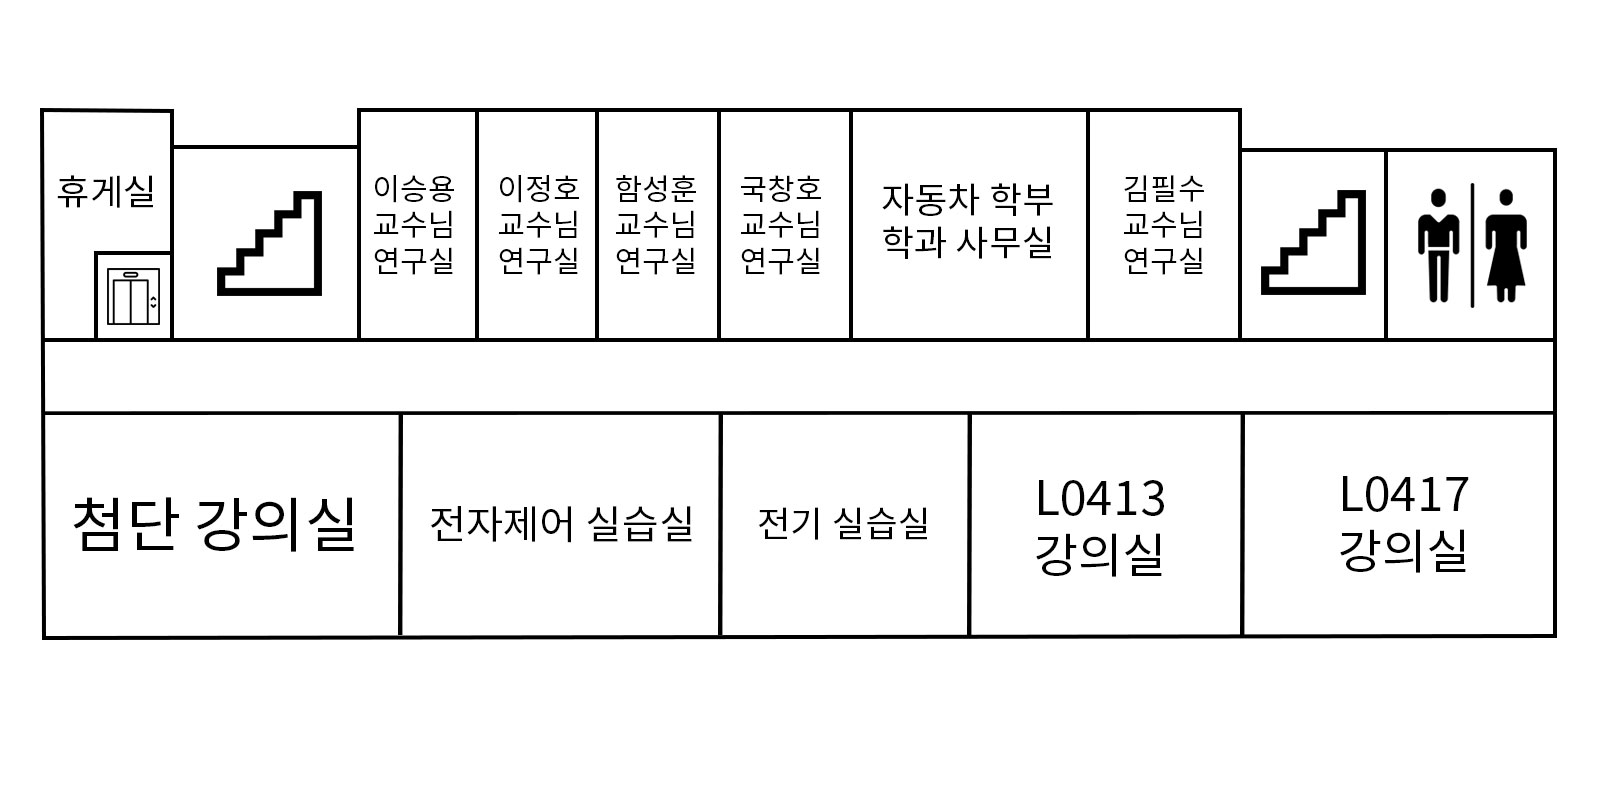 휴게실
이승용
교수님
연구실
이정호
교수님
연구실
함성훈
교수님
연구실
국창호
교수님
연구실
자동차 학부
학과 사무실
김필수
교수님
연구실
첨단 강의실
전자제어 실습실
전기 실습실
L0413
강의실
L0417
강의실